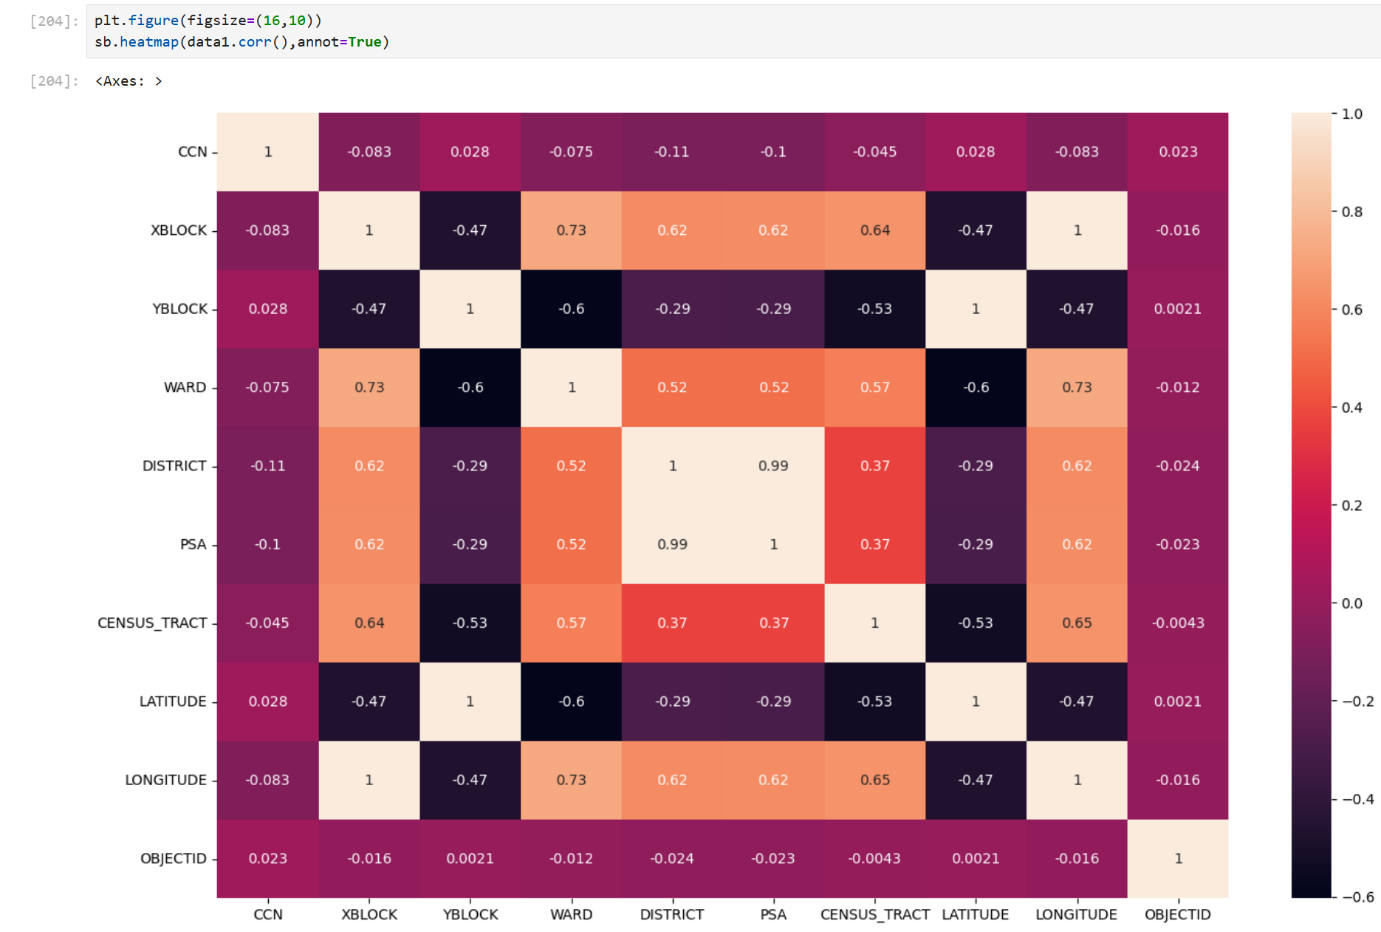 [204]: plt.figure(figsize=(16,10))
sb.heatmap(data1.corr(),annot=True)
[204]: <Axes: >
CCN 1 -0.083 0.028 -0.075 -0.11 -0.1 -0.045 0.028 -0.083 0.023
XBLOCK -0.083 1 -0.47 0.73 0.62 0.62 0.64 -0.47 1 -0.016
YBLOCK 0.028 -0.47 1 -0.6 -0.29 -0.29 -0.53 1 -0.47 0.0021
WARD -0.075 0.73 -0.6 1 0.52 0.52 0.57 -0.6 0.73 -0.012
DISTRICT -0.11 0.62 -0.29 0.52 1 0.99 0.37 -0.29 0.62 -0.024
PSA -0.1 0.62 -0.29 0.52 0.99 1 0.37 -0.29 0.62 -0.023
CENSUS_TRACT -0.045 0.64 -0.53 0.57 0.37 0.37 1 -0.53 0.65 -0.0043
LATITUDE 0.028 -0.47 1 -0.6 -0.29 -0.29 -0.53 1 -0.47 0.0021
LONGITUDE -0.083 1 -0.47 0.73 0.62 0.62 0.65 -0.47 1 -0.016
OBJECTID 0.023 -0.016 0.0021 -0.012 -0.024 -0.023 -0.0043 0.0021 -0.016 1
CCN XBLOCK YBLOCK WARD DISTRICT PSA CENSUS_TRACT LATITUDE LONGITUDE OBJECTID
1.0
0.8
0.6
0.4
0.2
0.0
−0.2
−0.4
−0.6